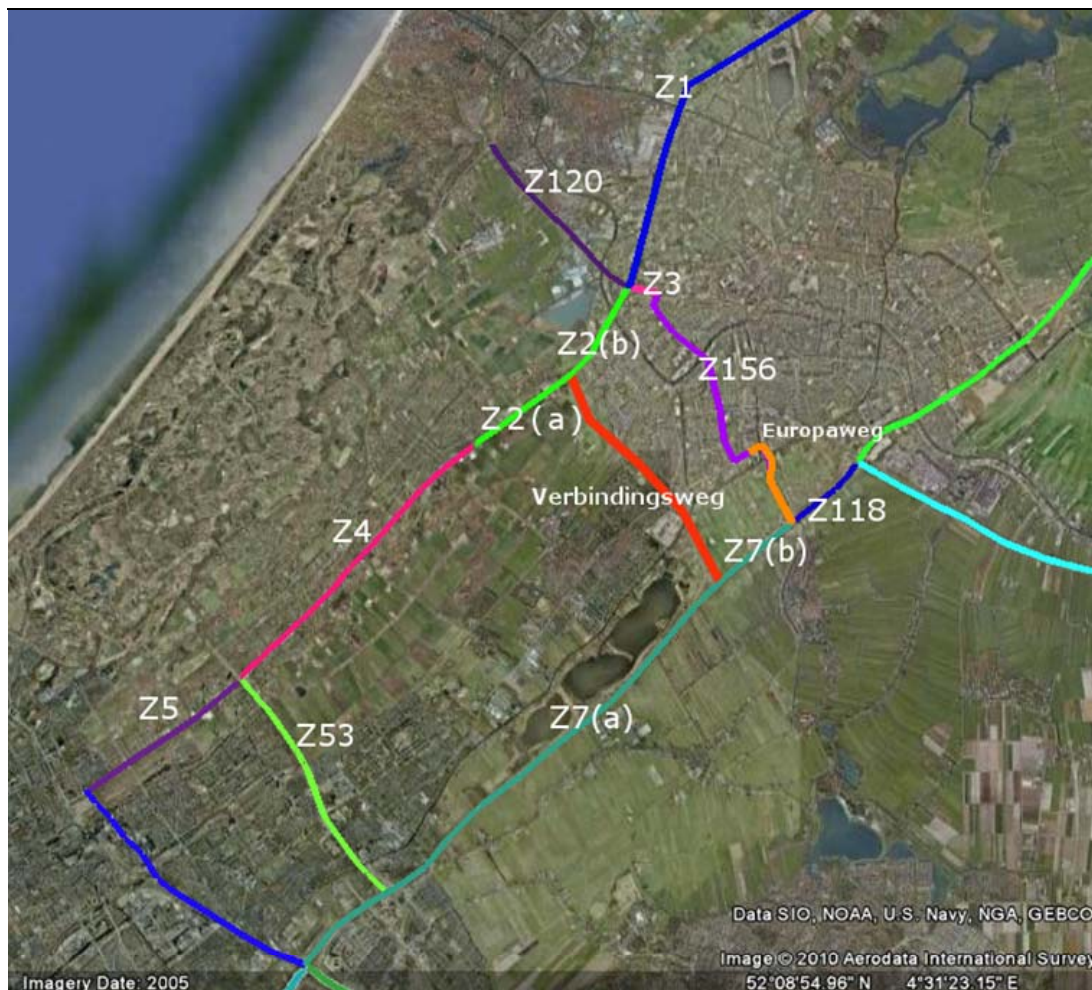 Z1
Z120
Z3
Z2(b)
Z156
Z2(a)
Europaweg
Verbindingsweg
Z118
Z4
Z7(b)
Z5
Z53
Z7(a)
Data SIO, NOAA, U.S. Navy, NGA, GEBCO
Image © 2010 Aerodata International Survey
Imagery Date: 2005
52°08'54.96" N 4°31'23.15" E